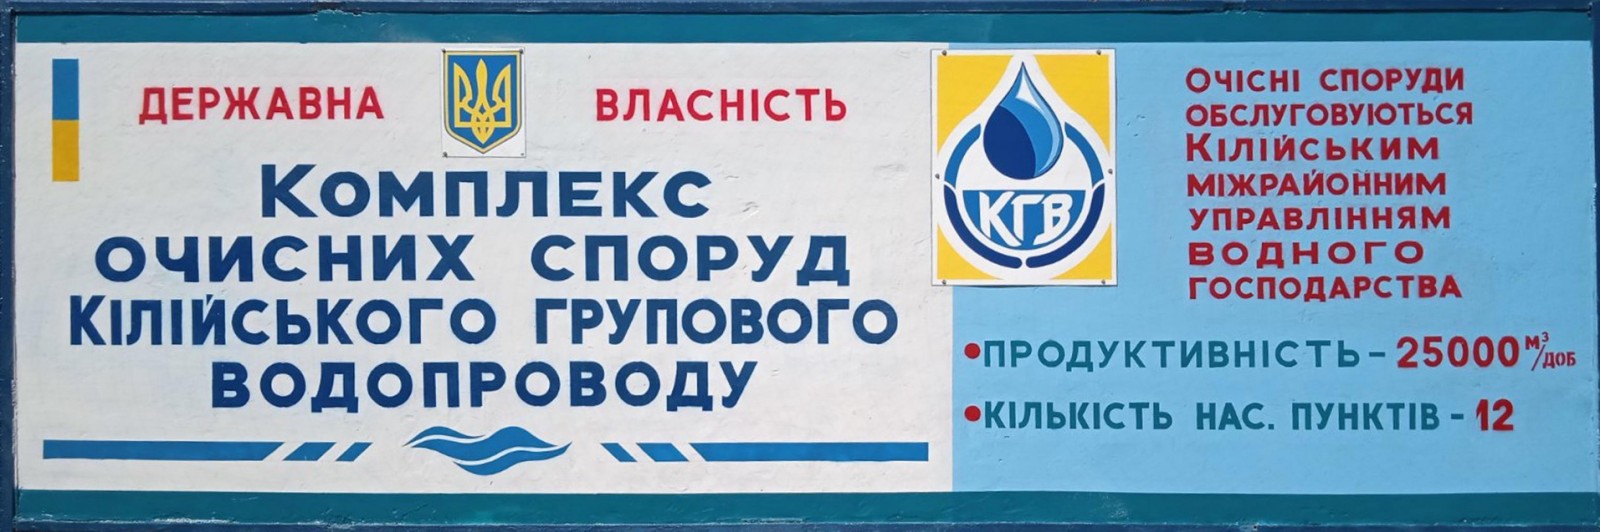 ДЕРЖАВНА ВЛАСНІСТЬ
КОМПЛЕКС
ОЧИСНИХ СПОРУД
КІЛІЙСЬКОГО ГРУПОВОГО
ВОДОПРОВОДУ
КГВ
ОЧІСНІ СПОРУДИ
ОБСЛУГОВУЮТЬСЯ
КІЛІЙСЬКИМ
МІЖРАЙОННИМ
УПРАВЛІННЯМ
ВОДНОГО
ГОСПОДАРСТВА
•ПРОДУКТИВНІСТЬ – 25000 м³/ДОБ
•КІЛЬКІСТЬ НАС. ПУНКТІВ - 12